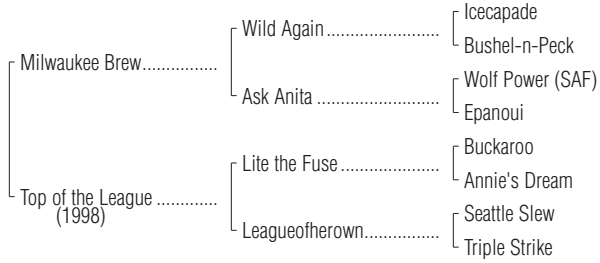 Icecapade
Wild Again
Bushel-n-Peck
Milwaukee Brew
Wolf Power (SAF)
Ask Anita
Epanoui
Buckaroo
Lite the Fuse
Annie's Dream
Top of the League
(1998)
Seattle Slew
Leagueofherown
Triple Strike